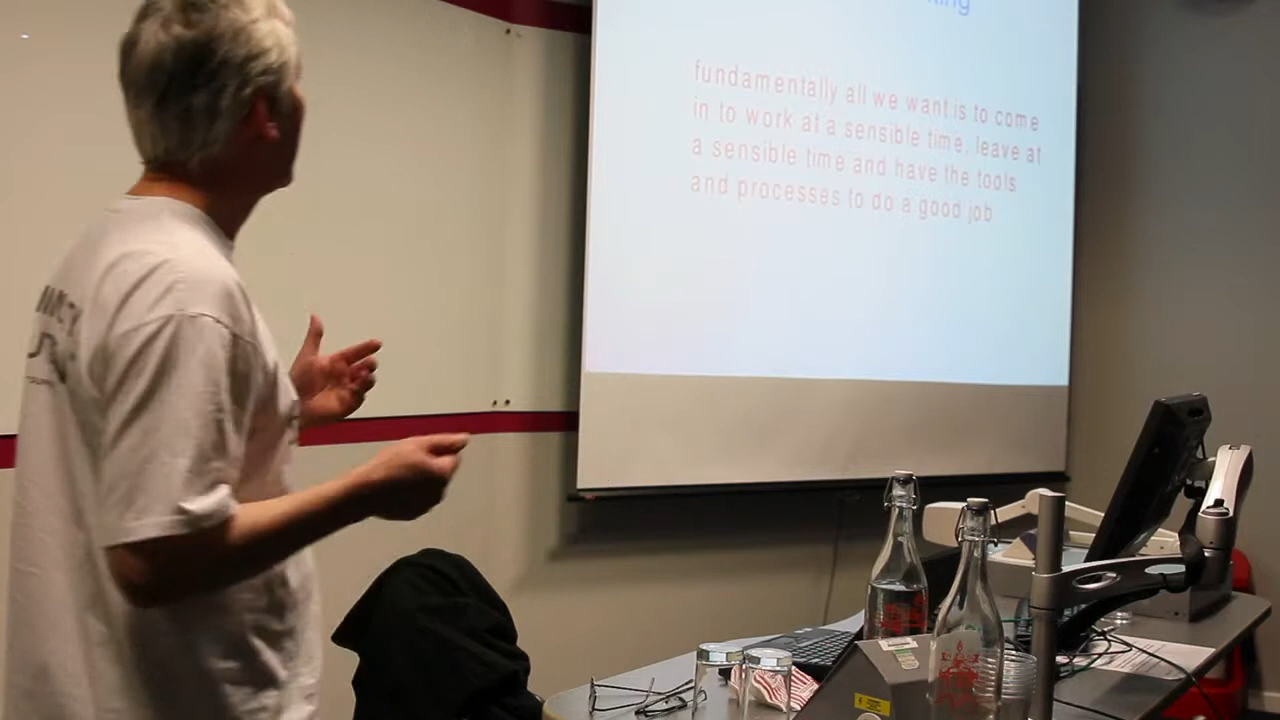 fundamentally all we want is to come
in to work at a sensible time, leave at
a sensible time and have the tools
and processes to do a good job